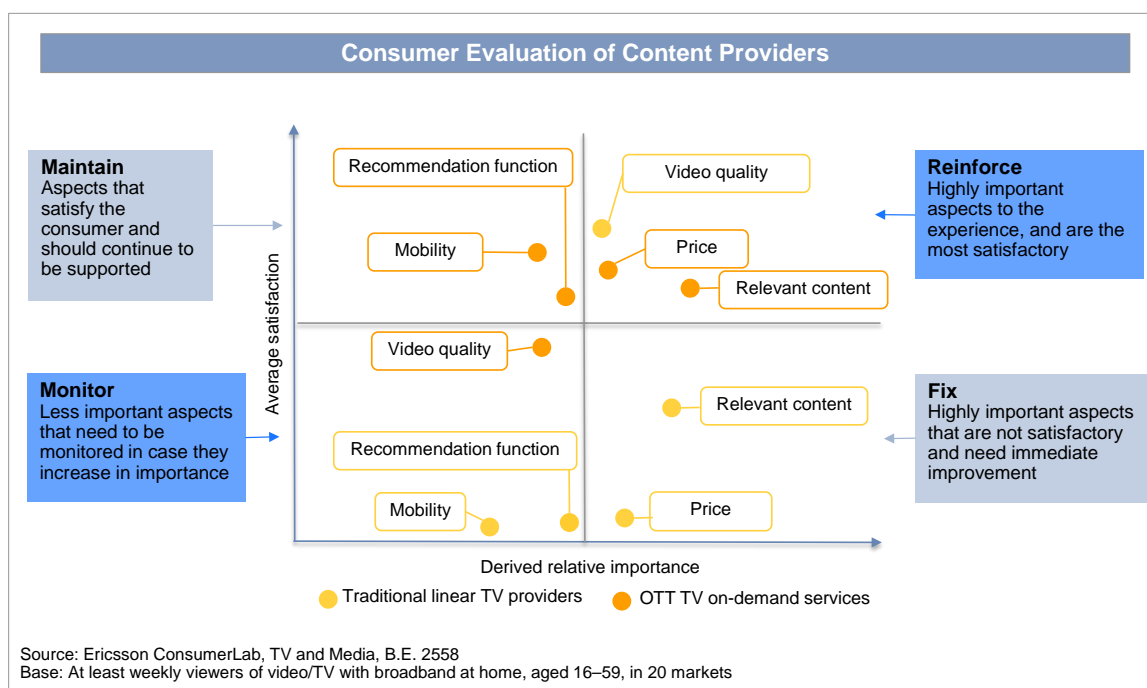 Consumer Evaluation of Content Providers
Maintain
Aspects that
satisfy the
consumer and
should continue to
be supported
Monitor
Less important aspects
that need to be
monitored in case they
increase in importance
Average satisfaction
Recommendation function
Video quality
Mobility
Price
Relevant content
Video quality
Relevant content
Recommendation function
Mobility
Price
Reinforce
Highly important
aspects to the
experience, and are the
most satisfactory
Fix
Highly important aspects
that are not satisfactory
and need immediate
improvement
Derived relative importance
Traditional linear TV providers
OTT TV on-demand services
Source: Ericsson ConsumerLab, TV and Media, B.E. 2558
Base: At least weekly viewers of video/TV with broadband at home, aged 16–59, in 20 markets